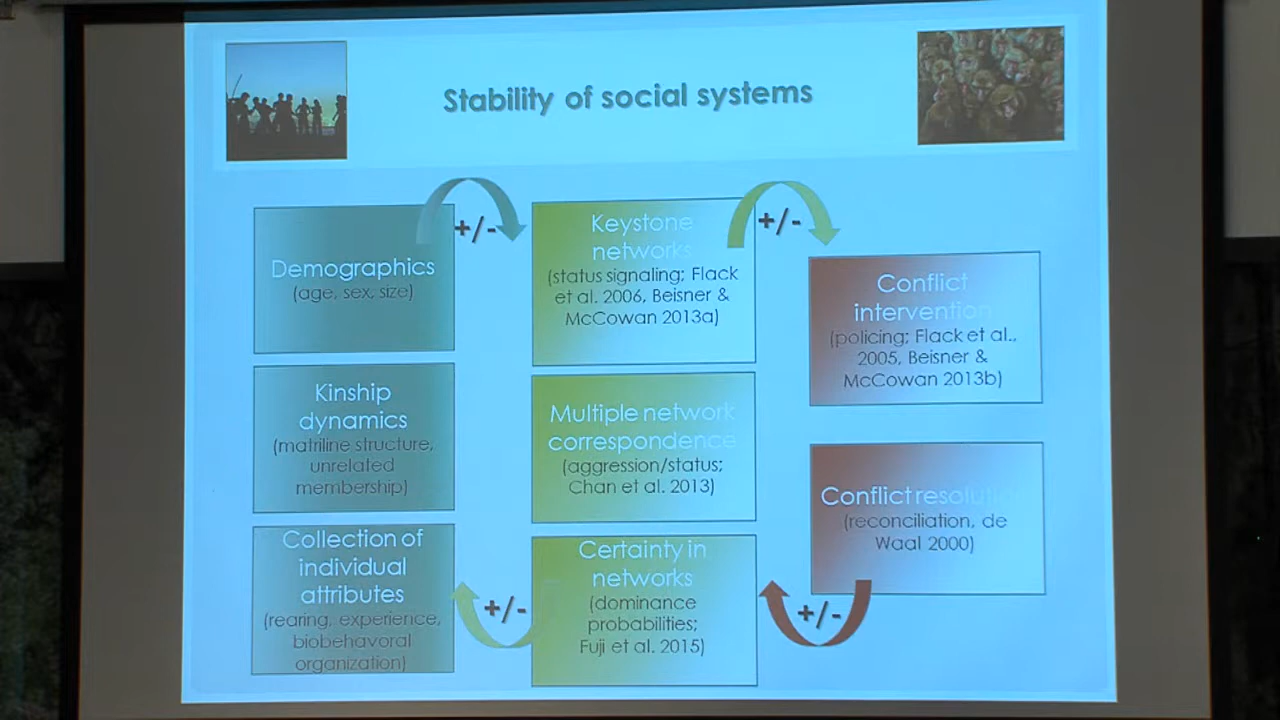 Stability of social systems
+/-
+/-
Demographics
(age, sex, size)
Kinship
dynamics
(matriline structure,
unrelated
membership)
Collection of
individual
attributes
(rearing, experience,
biobehavoral
organization)
+/-
Keystone
networks
(status signaling; Flack
et al. 2006, Beisner &
McCowan 2013a)
Multiple network
correspondence
(aggression/status;
Chan et al. 2013)
Certainty in
networks
(dominance
probabilities;
Fuji et al. 2015)
+/-
Conflict
intervention
(policing; Flack et al.,
2005, Beisner &
McCowan 2013b)
Conflict resolution
(reconciliation, de
Waal 2000)